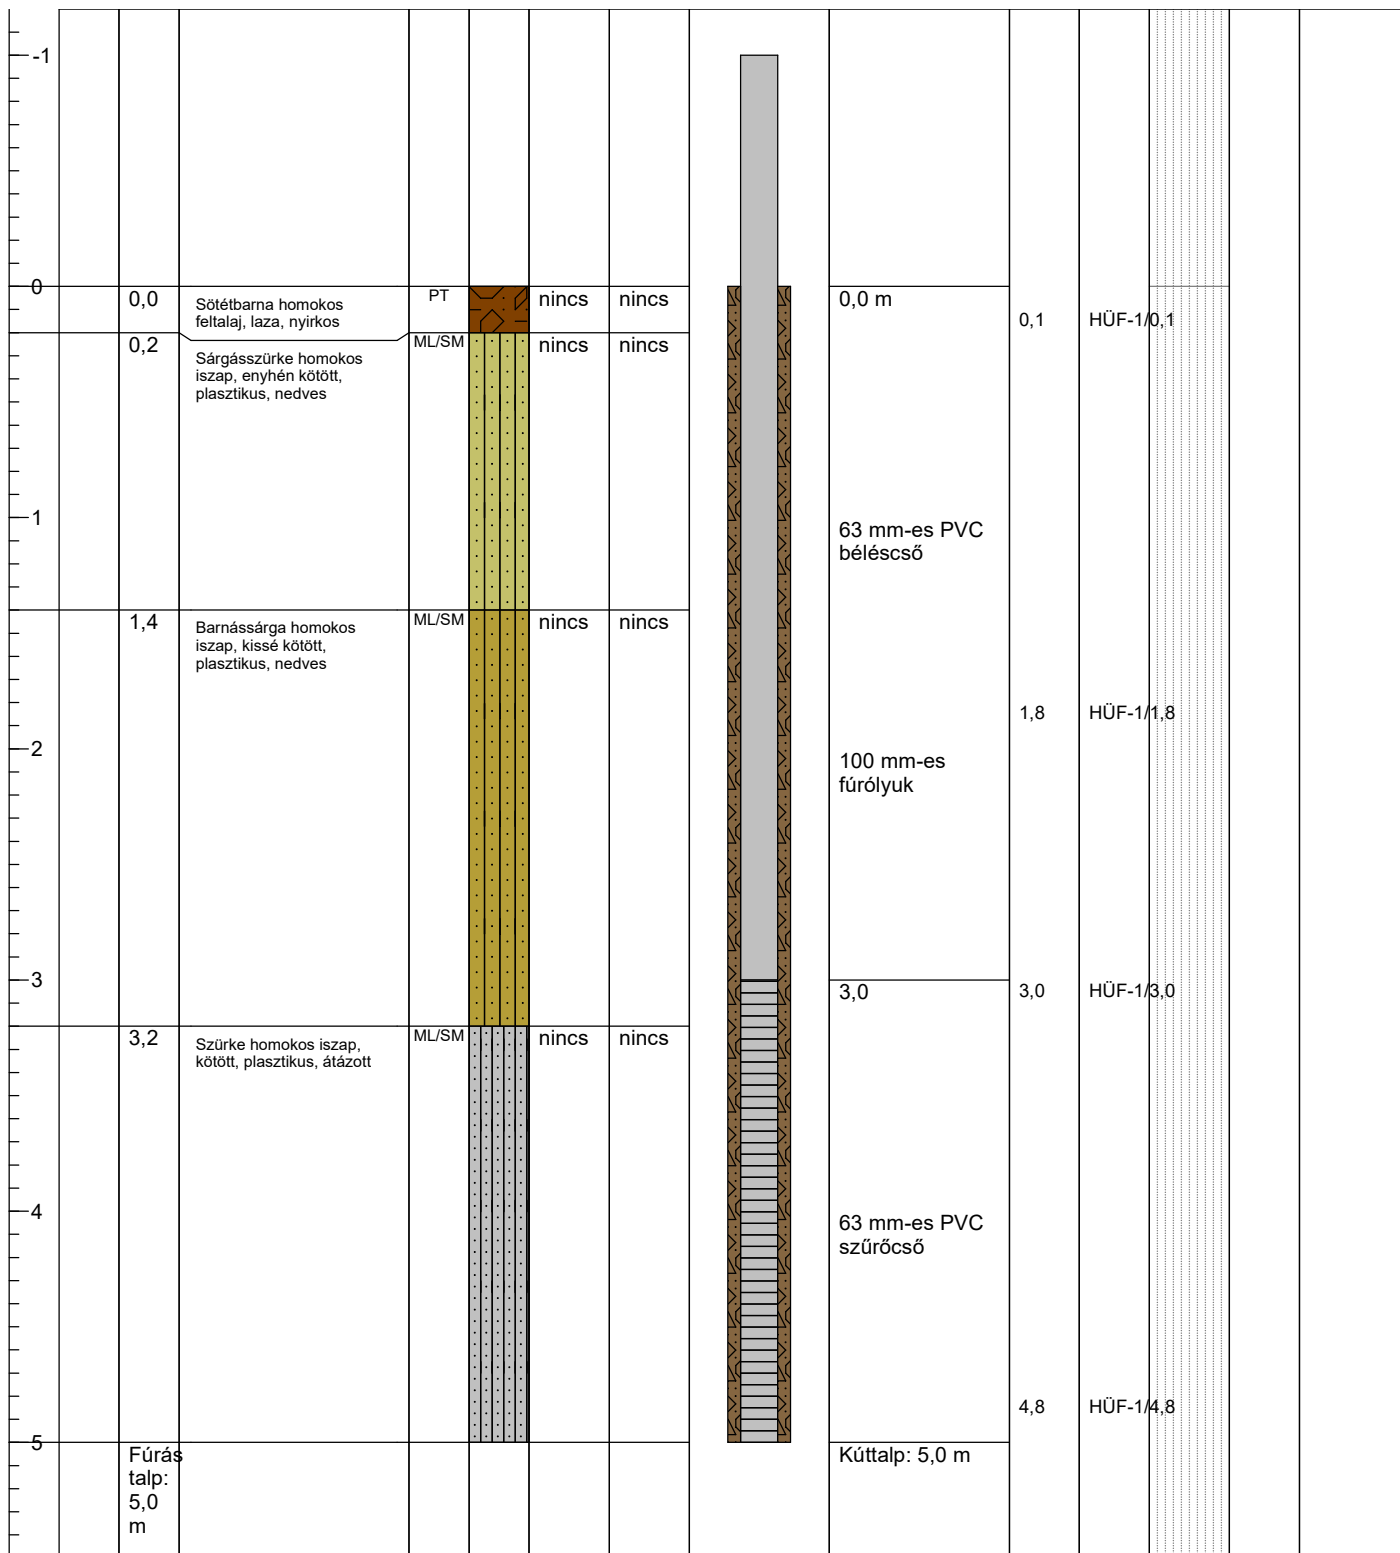 -1
0
0,0
Sötétbarna homokos
feltalaj, laza, nyirkos
PT
nincs
nincs
0,0 m
0,1
HÜF-1/0,1
0,2
Sárgásszürke homokos
iszap, enyhén kötött,
plasztikus, nedves
ML/SM
nincs
nincs
1
63 mm-es PVC
béléscső
1,4
Barnássárga homokos
iszap, kissé kötött,
plasztikus, nedves
ML/SM
nincs
nincs
1,8
HÜF-1/1,8
2
100 mm-es
fúrólyuk
3
3,0
3,0
HÜF-1/3,0
3,2
Szürke homokos iszap,
kötött, plasztikus, átázott
ML/SM
nincs
nincs
4
63 mm-es PVC
szűrőcső
4,8
HÜF-1/4,8
5
Fúrás
talp:
5,0
m
Kúttalp: 5,0 m